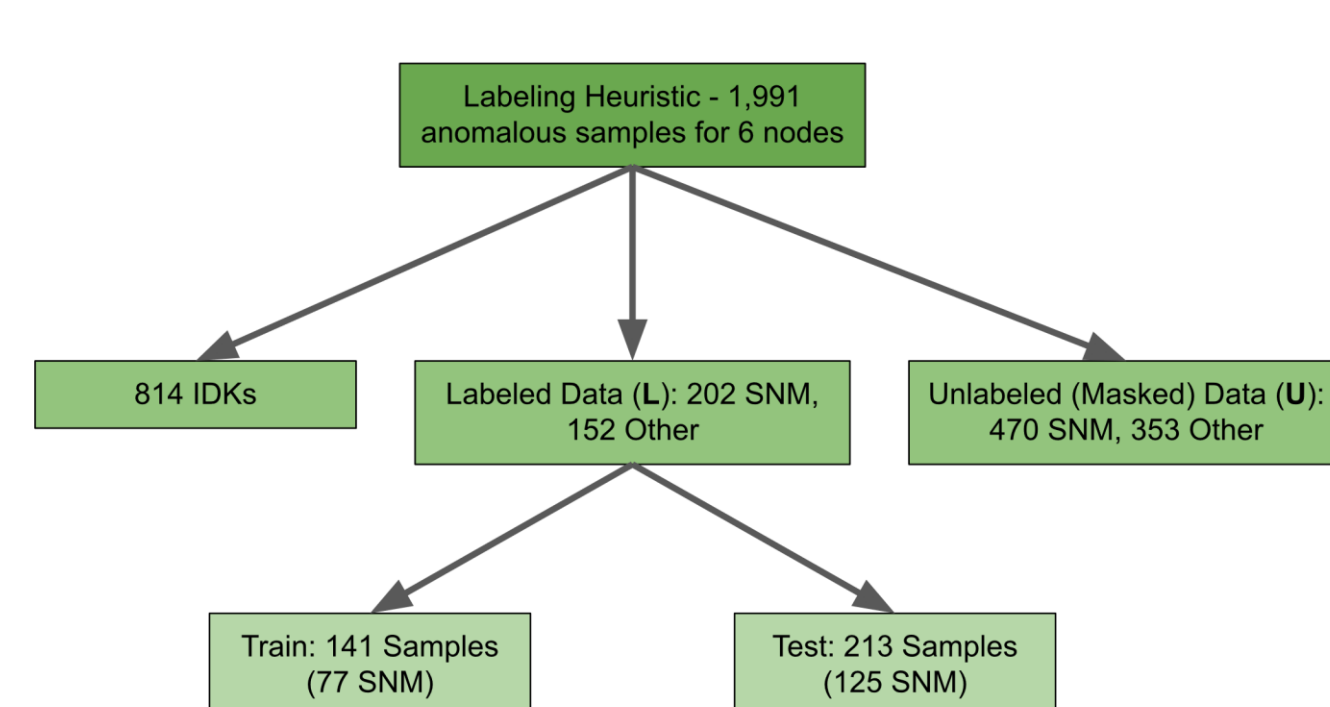 Labeling Heuristic - 1,991
anomalous samples for 6 nodes
814 IDKs
Labeled Data (L): 202 SNM,
152 Other
Unlabeled (Masked) Data (U):
470 SNM, 353 Other
Train: 141 Samples
(77 SNM)
Test: 213 Samples
(125 SNM)